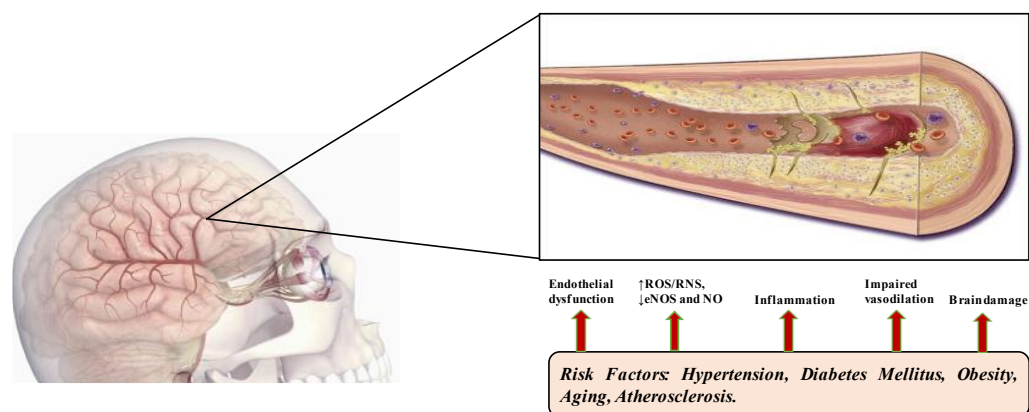 Endothelial
dysfunction
↑ROS/RNS,
↓eNOS and NO
Inflammation
Impaired
vasodilation
Braindamage
Risk Factors: Hypertension, Diabetes Mellitus, Obesity,
Aging, Atherosclerosis.